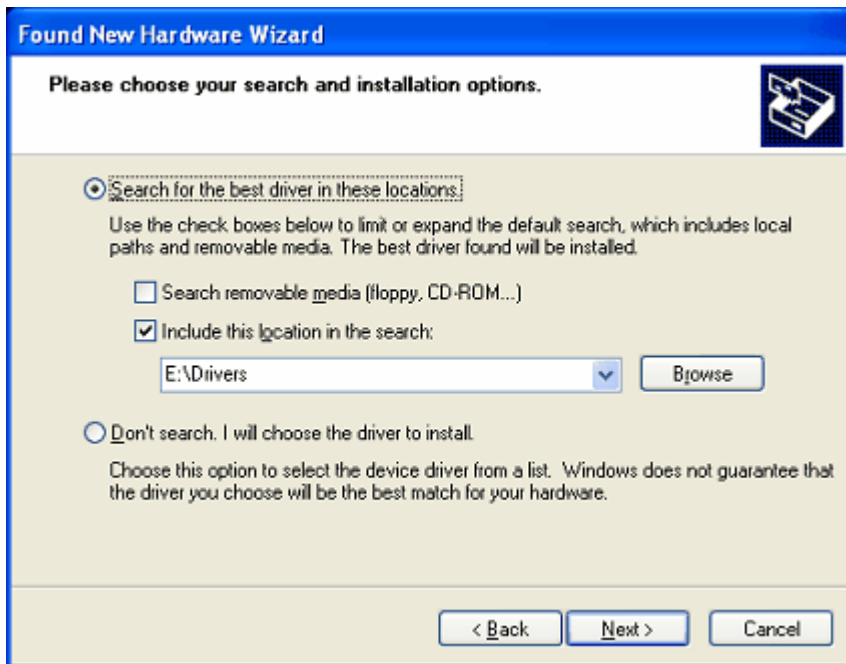 Found New Hardware Wizard
Please choose your search and installation options.
Search for the best driver in these locations.
Use the check boxes below to limit or expand the default search, which includes local
paths and removable media. The best driver found will be installed.
Search removable media (floppy, CD-ROM...)
Include this location in the search:
E:\Drivers
Browse
Don't search. I will choose the driver to install.
Choose this option to select the device driver from a list. Windows does not guarantee that
the driver you choose will be the best match for your hardware.
< Back Next > Cancel